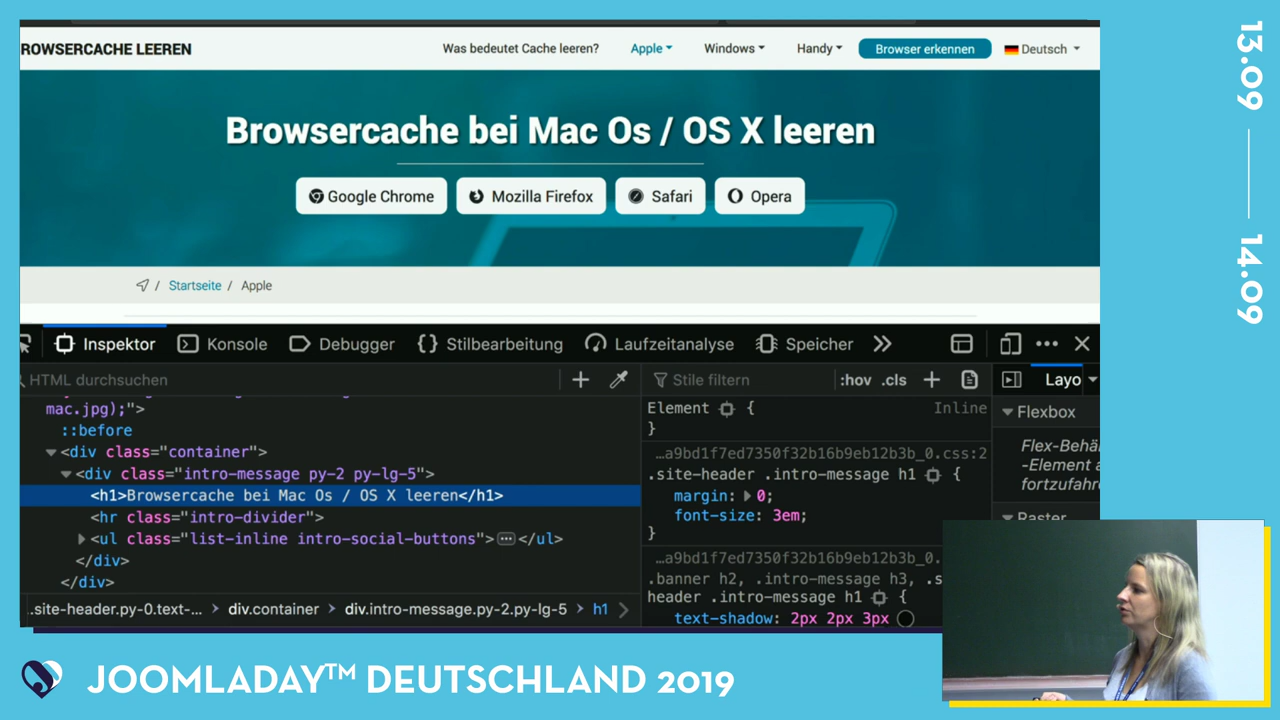 ROWSERCACHE LEEREN
Was bedeutet Cache leeren?
Apple
Windows
Handy
Browser erkennen
Deutsch
Browsercache bei Mac Os / OS X leeren
Google Chrome
Mozilla Firefox
Safari
Opera
/ Startseite / Apple
Inspektor
Konsole
Debugger
Stilbearbeitung
Laufzeitanalyse
Speicher
HTML durchsuchen
mac.jpg);">
::before
<div class="container">
<div class="intro-message py-2 py-lg-5">
<h1>Browsercache bei Mac Os / OS X leeren</h1>
<hr class="intro-divider">
<ul class="list-inline intro-social-buttons"></ul>
</div>
</div>
.site-header.py-0.text-... > div.container > div.intro-message.py-2.py-lg-5 > h1
Stile filtern
:hov .cls +
Element {
Inline
}
…a9bd1f7ed7350f32b16b9eb12b3b_0.css:2
.site-header .intro-message h1 {
margin: 0;
font-size: 3em;
}
…a9bd1f7ed7350f32b16b9eb12b3b_0.
.banner h2, .intro-message h3, .s
header .intro-message h1 {
text-shadow: 2px 2px 3px
Layo
Flexbox
Flex-Behä
-Element a
fortzufahre
Raster
13.09
14.09
JOOMLADAY™ DEUTSCHLAND 2019